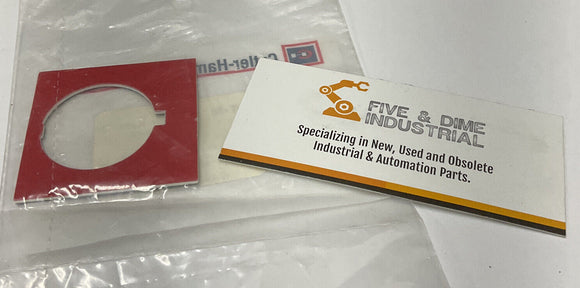 Cutler-Ham
FIVE & DIME
INDUSTRIAL
Specializing in New, Used and Obsolete
Industrial & Automation Parts.